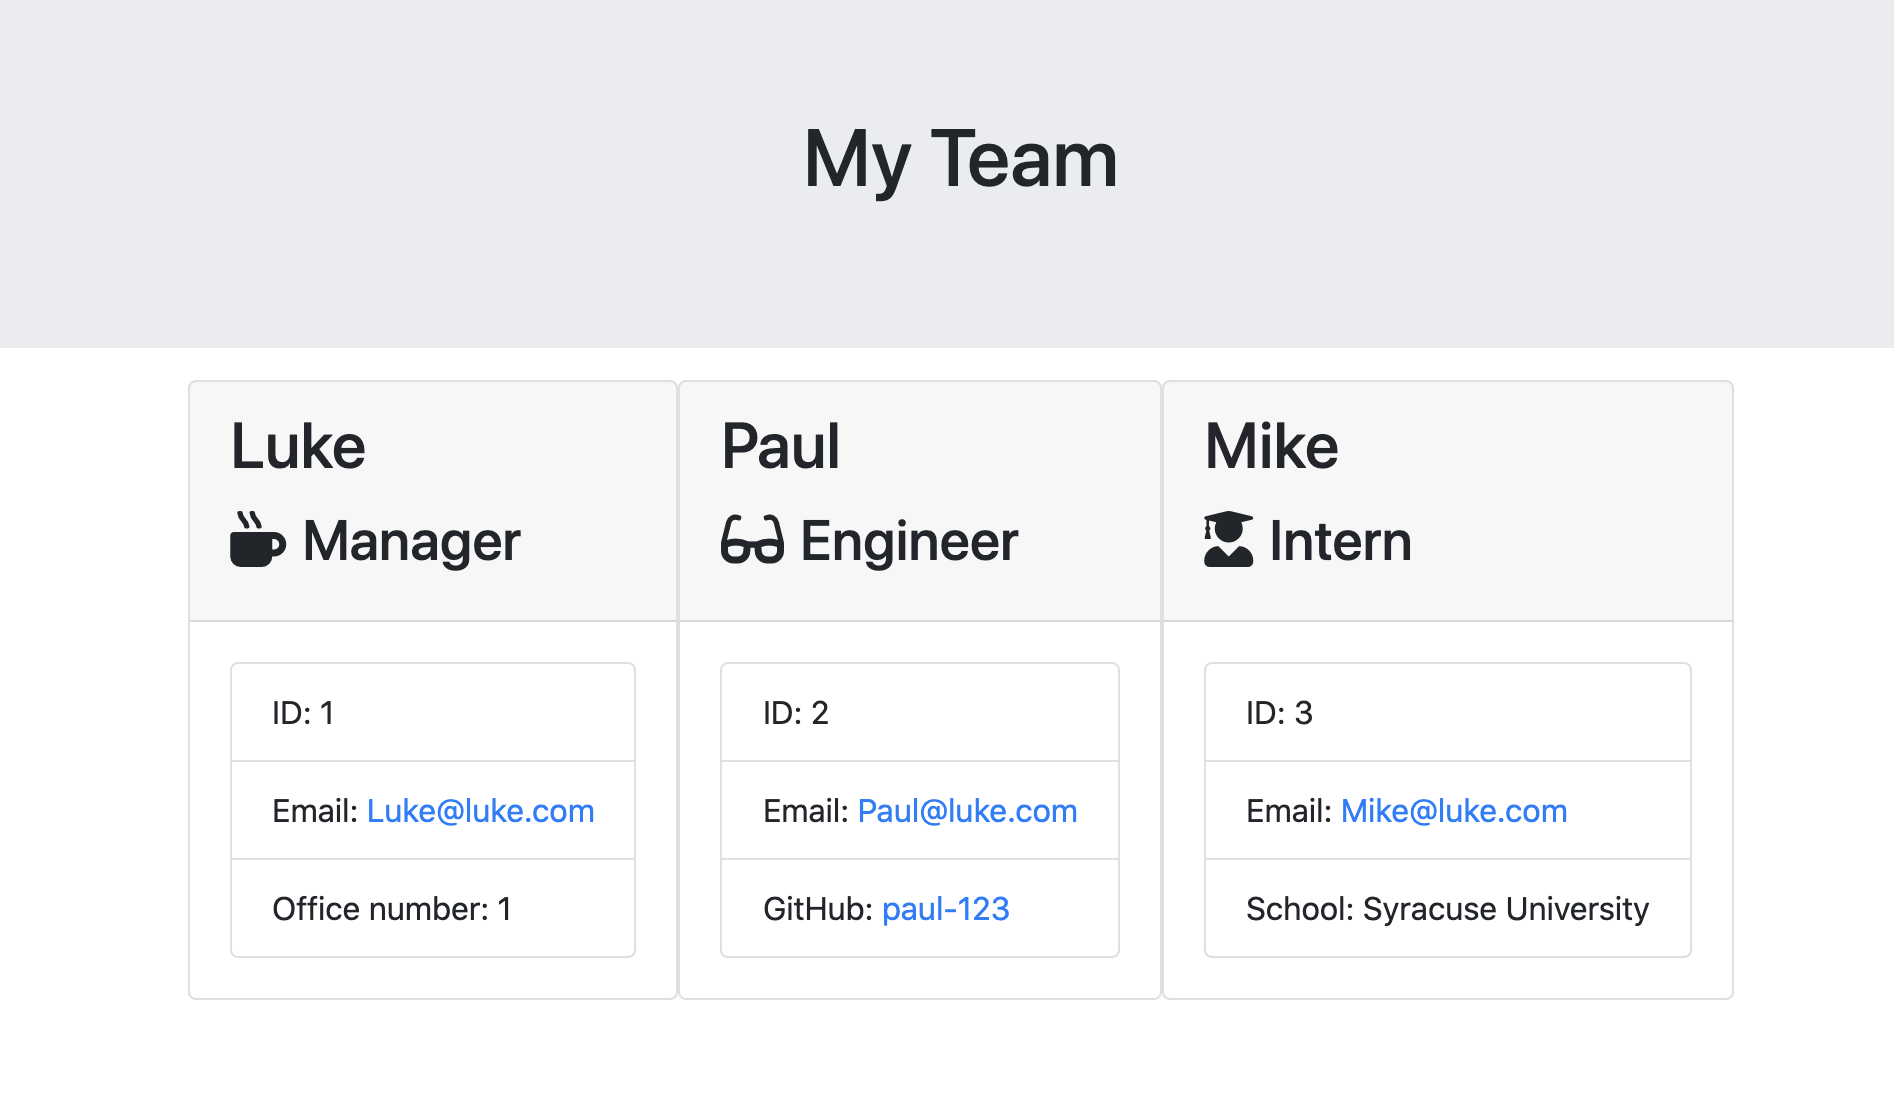 My Team
Luke
Manager
ID: 1
Email: Luke@luke.com
Office number: 1
Paul
Engineer
ID: 2
Email: Paul@luke.com
GitHub: paul-123
Mike
Intern
ID: 3
Email: Mike@luke.com
School: Syracuse University